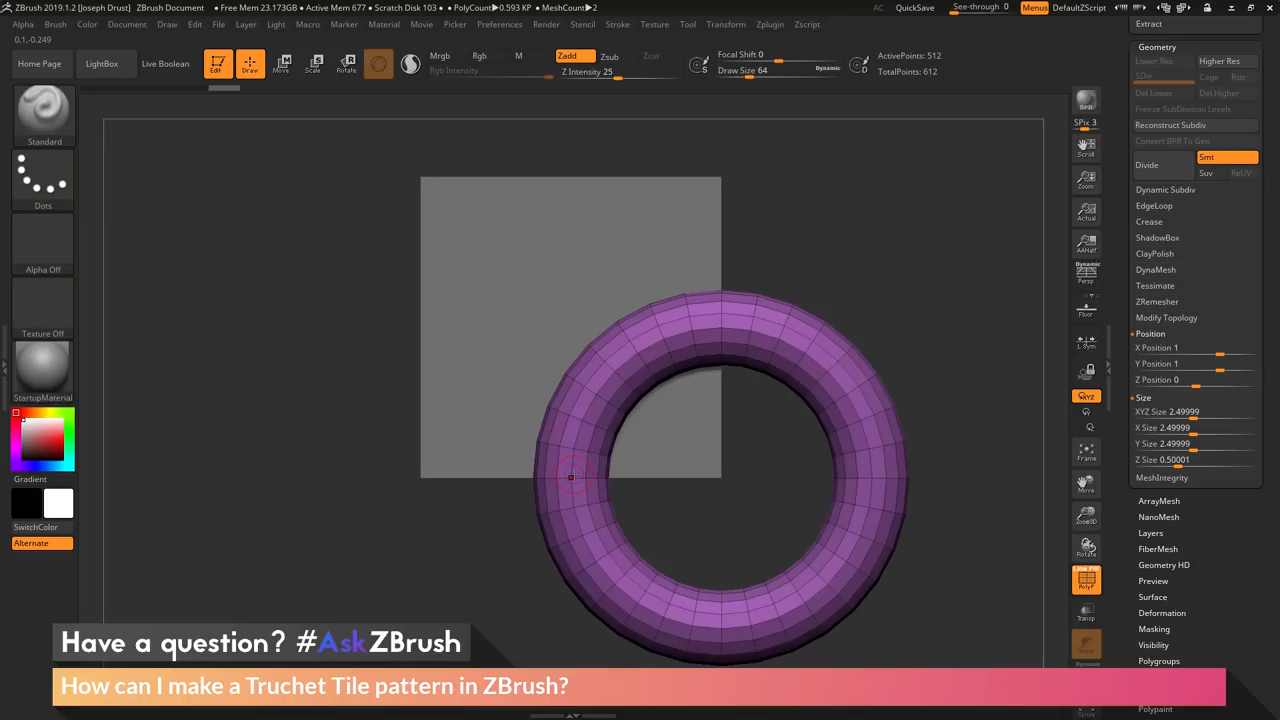 ZBrush 2019.1.2 [Joseph Drust] ZBrush Document • Free Mem 23.173GB • Active Mem 677 • Scratch Disk 103 • PolyCount▶0.593 KP • MeshCount▶2 AC QuickSave See-through 0 Menus DefaultZScript
Alpha Brush Color Document Draw Edit File Layer Light Macro Marker Material Movie Picker Preferences Render Stencil Stroke Texture Tool Transform Zplugin Zscript
0,1,-0.249
Home Page LightBox Live Boolean Edit Draw Move Scale Rotate
Mrgb Rgb M Zadd Zsub Zcut Focal Shift 0 ActivePoints: 512
Rgb Intensity Z Intensity 25 Draw Size 64 Dynamic TotalPoints: 612
Standard
Dots
Alpha Off
Texture Off
StartupMaterial
Gradient
SwitchColor
Alternate
BPR
SPix 3
Scroll
Zoom
Actual
AAHalf
Dynamic
Persp
Floor
L.Sym
XYZ
Frame
Move
Zoom3D
Rotate
Line Fill
PolyF
Transp
Dynamic
Extract
Geometry
Lower Res Higher Res
SDiv Cage Rstr
Del Lower Del Higher
Freeze SubDivision Levels
Reconstruct Subdiv
Convert BPR To Geo
Divide Smt
Suv ReUV
Dynamic Subdiv
EdgeLoop
Crease
ShadowBox
ClayPolish
DynaMesh
Tessimate
ZRemesher
Modify Topology
Position
X Position 1
Y Position 1
Z Position 0
Size
XYZ Size 2.49999
X Size 2.49999
Y Size 2.49999
Z Size 0.50001
MeshIntegrity
ArrayMesh
NanoMesh
Layers
FiberMesh
Geometry HD
Preview
Surface
Deformation
Masking
Visibility
Polygroups
Polypaint
Have a question? #AskZBrush
How can I make a Truchet Tile pattern in ZBrush?